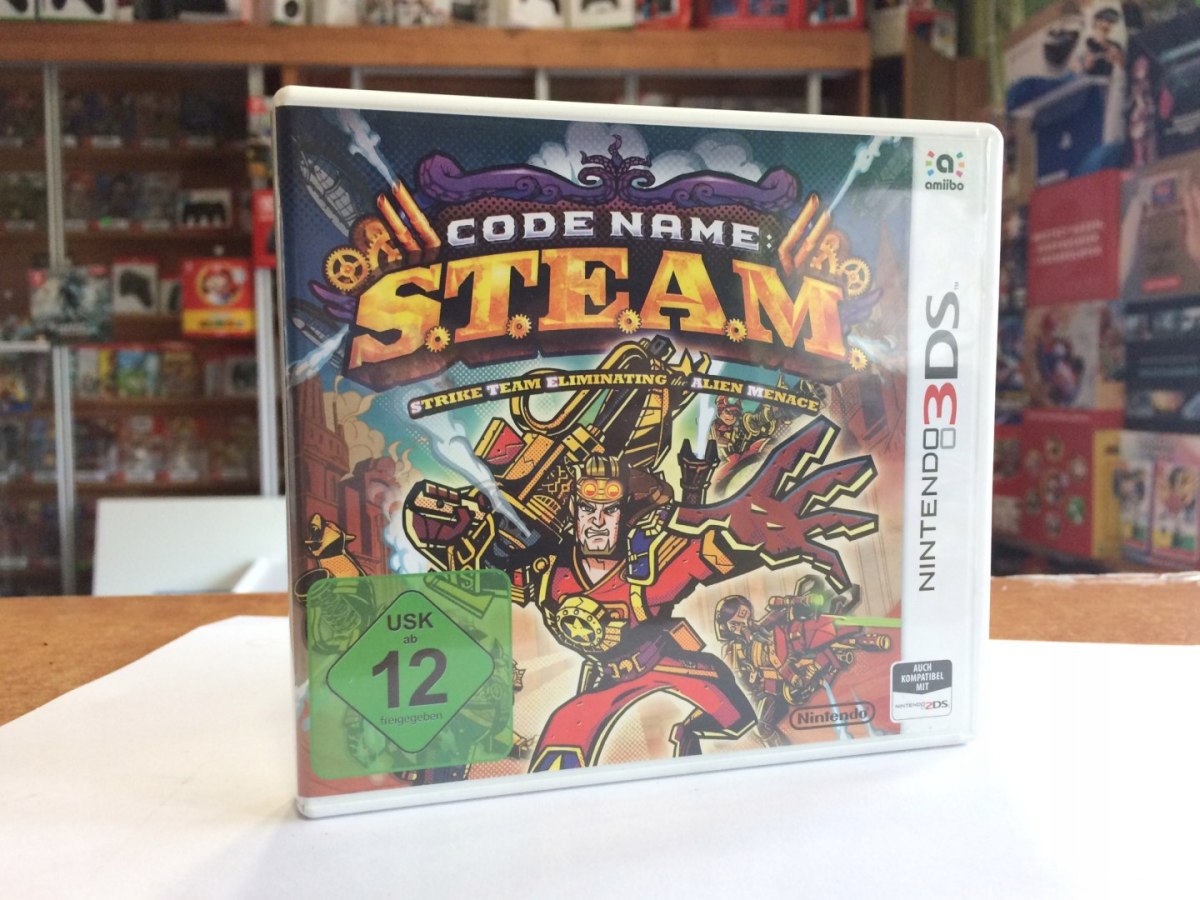 amiibo
CODE NAME:
S.T.E.A.M.
STRIKE TEAM ELIMINATING the ALIEN MENACE
NINTENDO 3DS™
USK
ab
12
freigegeben
Nintendo
AUCH
KOMPATIBEL
MIT
NINTENDO 2DS